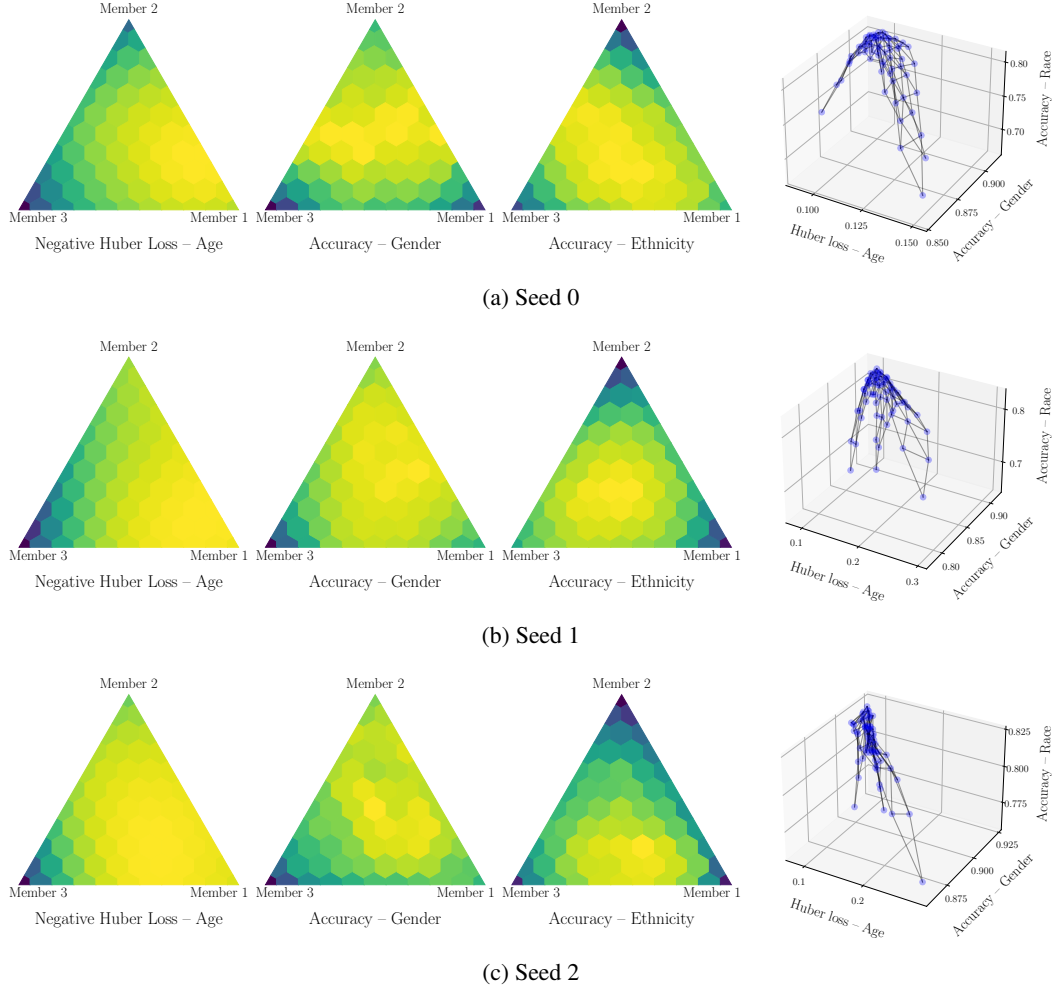 Member 2
Member 2
Member 2
Member 3
Member 1
Member 3
Member 1
Member 3
Member 1
Negative Huber Loss – Age
Accuracy – Gender
Accuracy – Ethnicity
0.80
0.75
0.70
Accuracy – Race
0.100
0.125
0.150
Huber loss – Age
0.850
0.875
0.900
Accuracy – Gender
(a) Seed 0
Member 2
Member 2
Member 2
Member 3
Member 1
Member 3
Member 1
Member 3
Member 1
Negative Huber Loss – Age
Accuracy – Gender
Accuracy – Ethnicity
0.8
0.7
Accuracy – Race
0.1
0.2
0.3
Huber loss – Age
0.80
0.85
0.90
Accuracy – Gender
(b) Seed 1
Member 2
Member 2
Member 2
Member 3
Member 1
Member 3
Member 1
Member 3
Member 1
Negative Huber Loss – Age
Accuracy – Gender
Accuracy – Ethnicity
0.825
0.800
0.775
Accuracy – Race
0.1
0.2
Huber loss – Age
0.875
0.900
0.925
Accuracy – Gender
(c) Seed 2